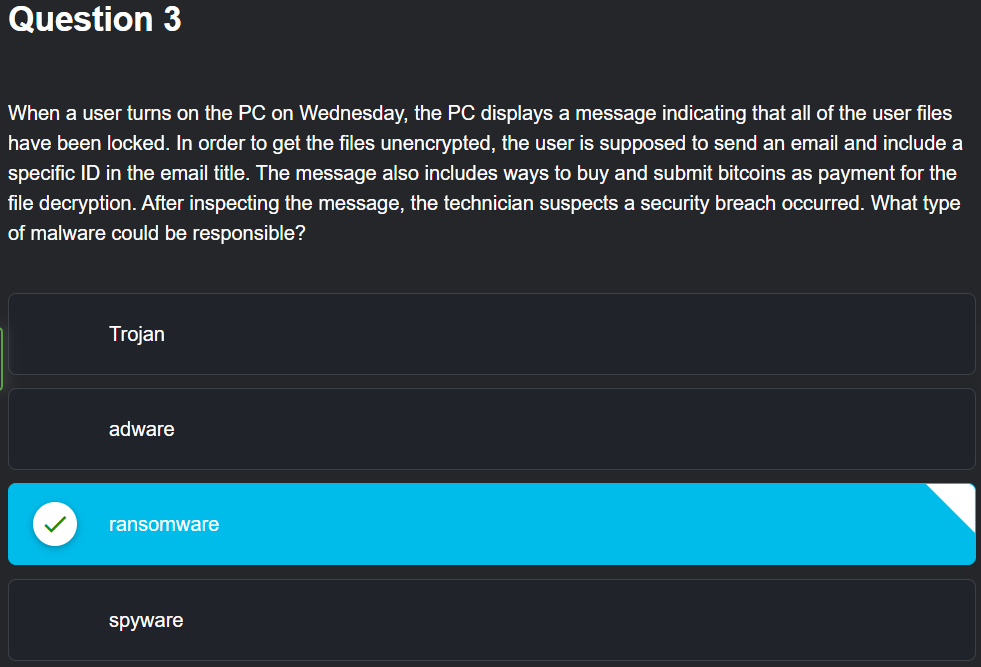 Question 3
When a user turns on the PC on Wednesday, the PC displays a message indicating that all of the user files
have been locked. In order to get the files unencrypted, the user is supposed to send an email and include a
specific ID in the email title. The message also includes ways to buy and submit bitcoins as payment for the
file decryption. After inspecting the message, the technician suspects a security breach occurred. What type
of malware could be responsible?
Trojan
adware
ransomware
spyware